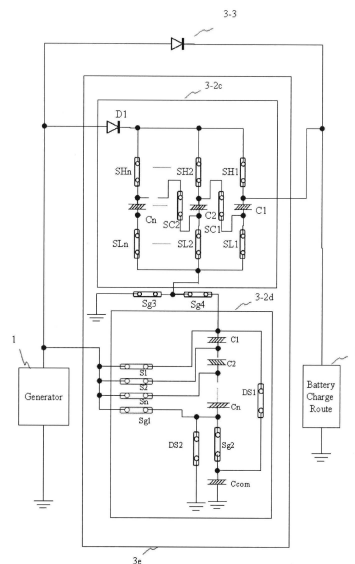 3-3
3-2c
D1
SHn
SH2
SH1
Cn
SC2
C2
SC1
C1
SLn
SL2
SL1
Sg3
Sg4
3-2d
1
C1
S1
C2
S2
Sn
Cn
DS1
Generator
Battery
Charge
Route
Sg1
DS2
Sg2
Ccom
3e